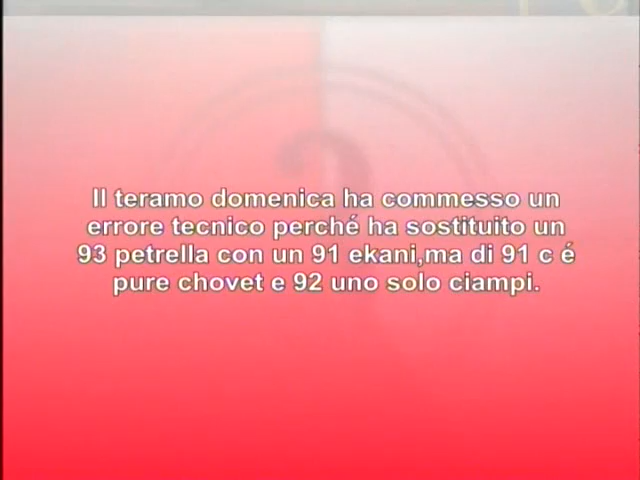 Il teramo domenica ha commesso un
errore tecnico perché ha sostituito un
93 petrella con un 91 ekani,ma di 91 c é
pure chovet e 92 uno solo ciampi.